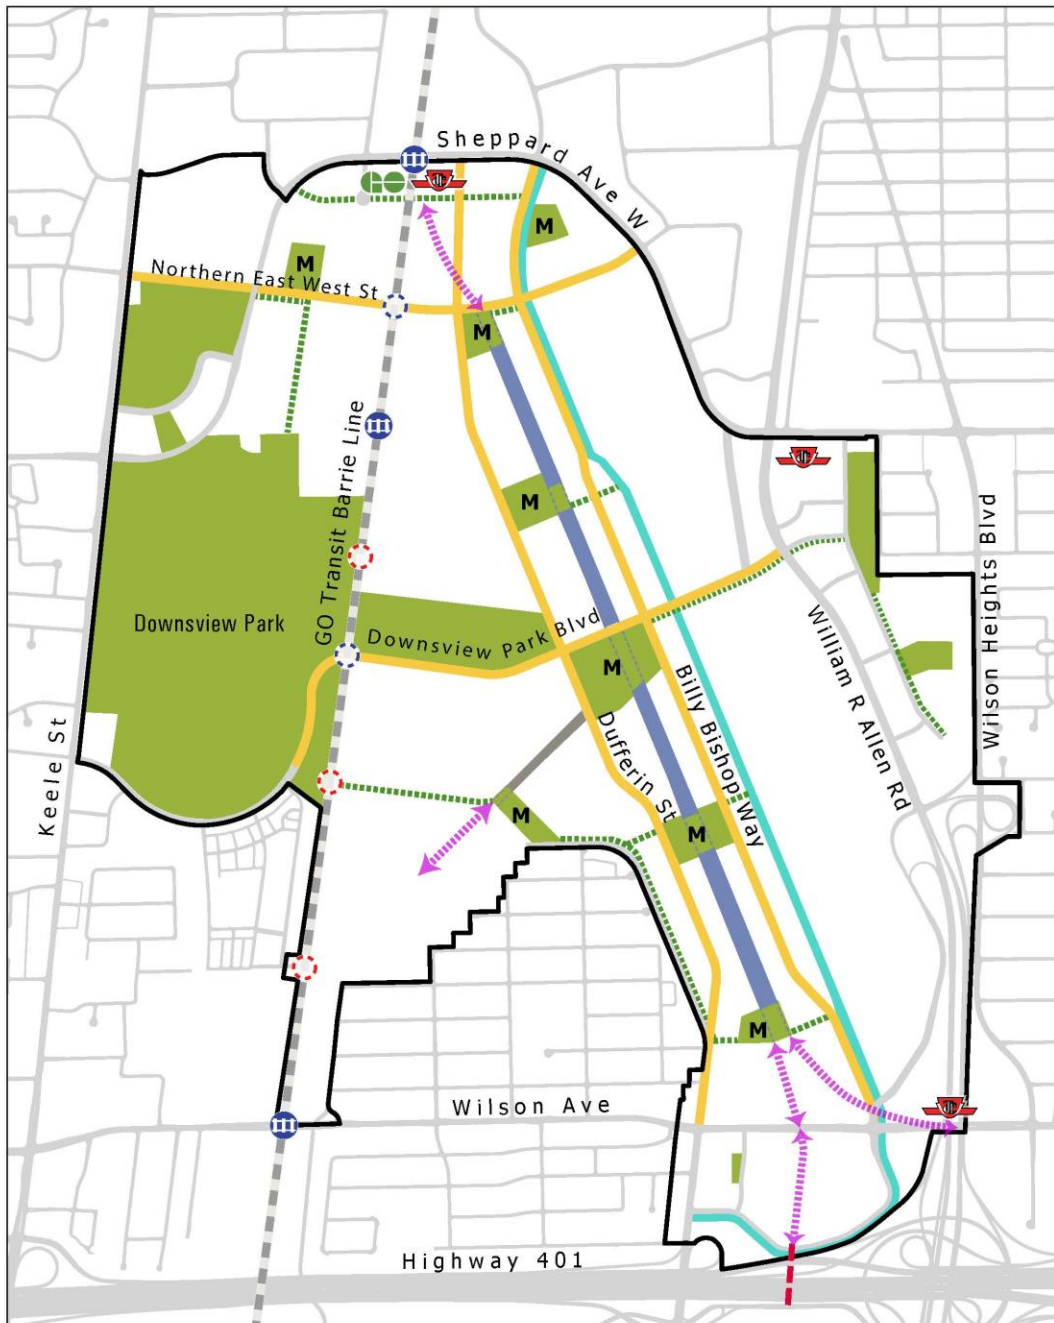 Sheppard Ave W
GO
M
M
Northern East West St
M
GO Transit Barrie Line
M
Wilson Heights Blvd
Downsview Park
Downsview Park Blvd
M
William R Allen Rd
Billy Bishop Way
Dufferin St
Keele St
M
M
M
Wilson Ave
Highway 401